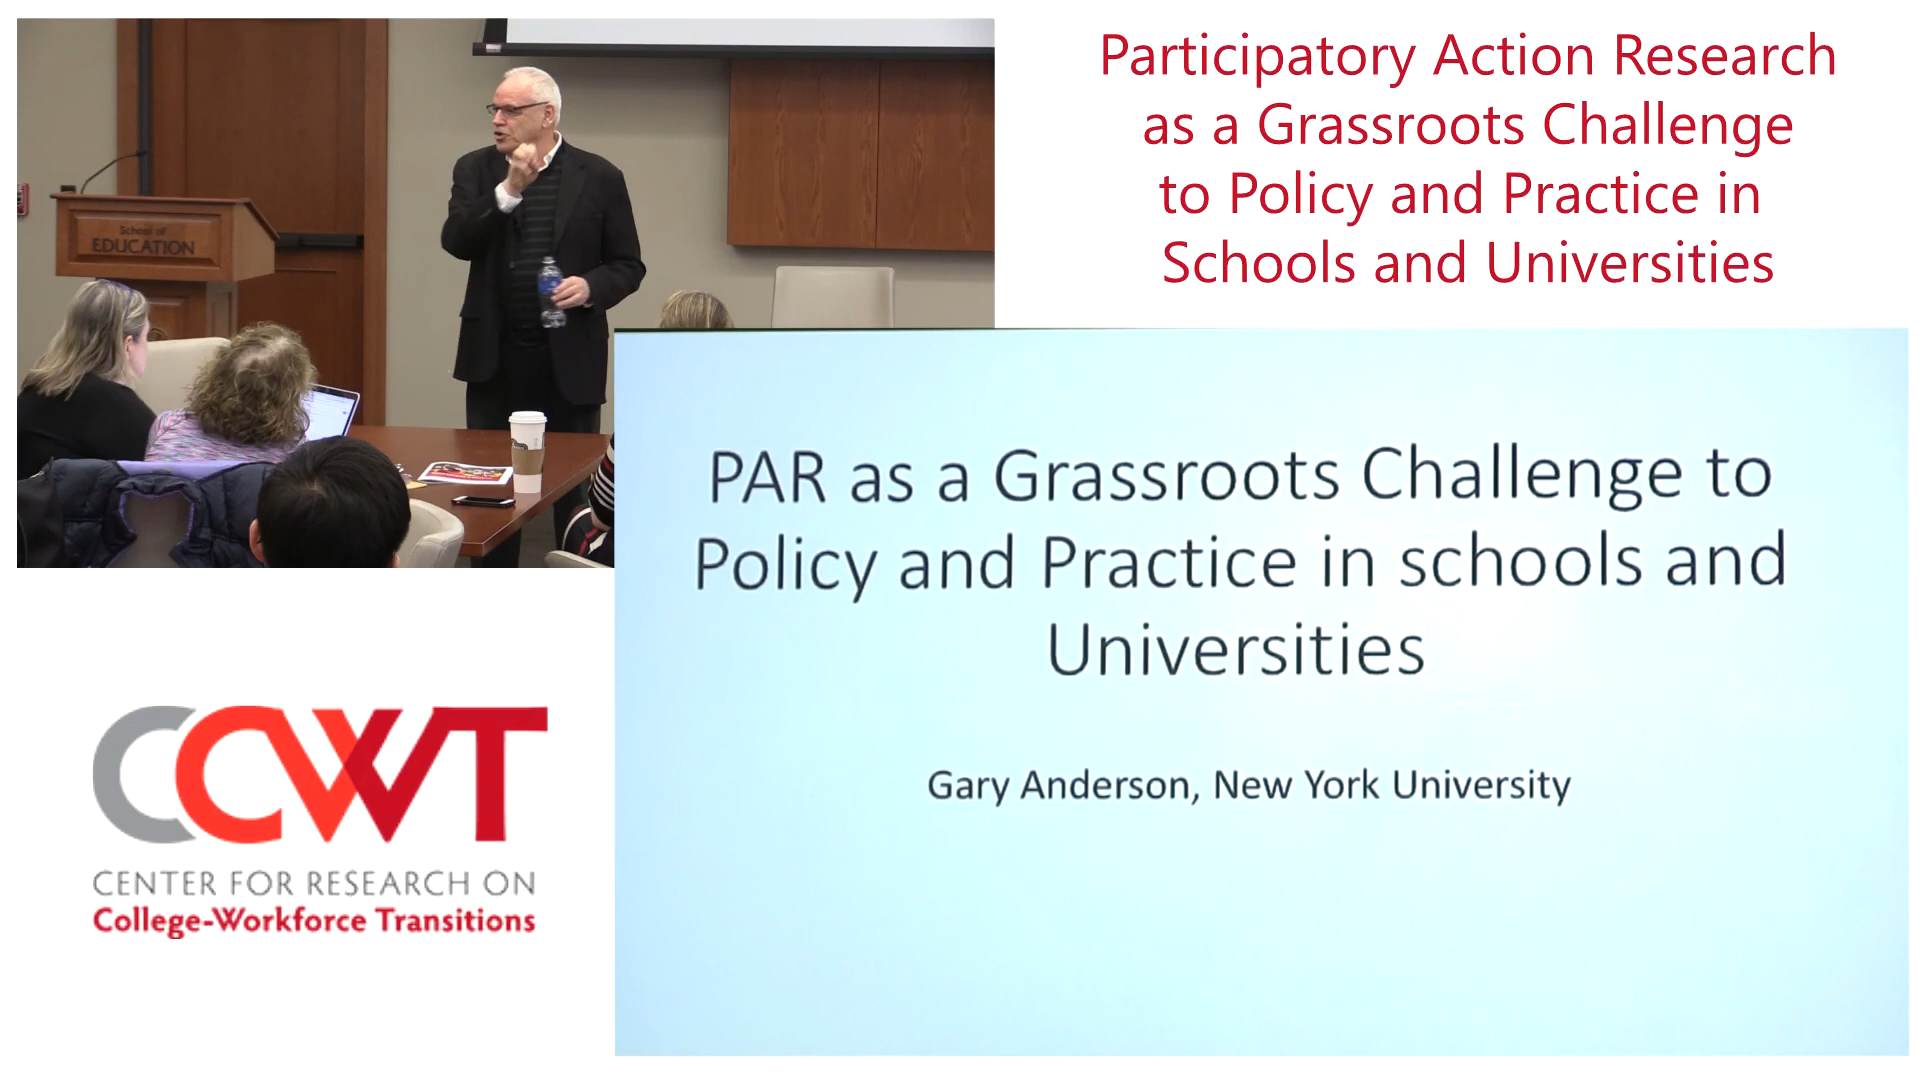 Participatory Action Research
as a Grassroots Challenge
to Policy and Practice in
Schools and Universities
School of
EDUCATION
PAR as a Grassroots Challenge to
Policy and Practice in schools and
Universities
Gary Anderson, New York University
CCWT
CENTER FOR RESEARCH ON
College-Workforce Transitions